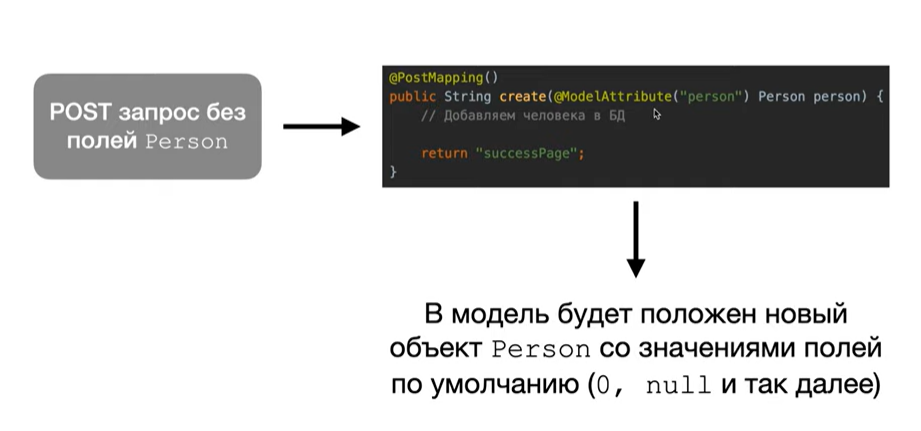 POST запрос без
полей Person
@PostMapping()
public String create(@ModelAttribute("person") Person person) {
// Добавляем человека в БД
return "successPage";
}
В модель будет положен новый
объект Person со значениями полей
по умолчанию (0, null и так далее)